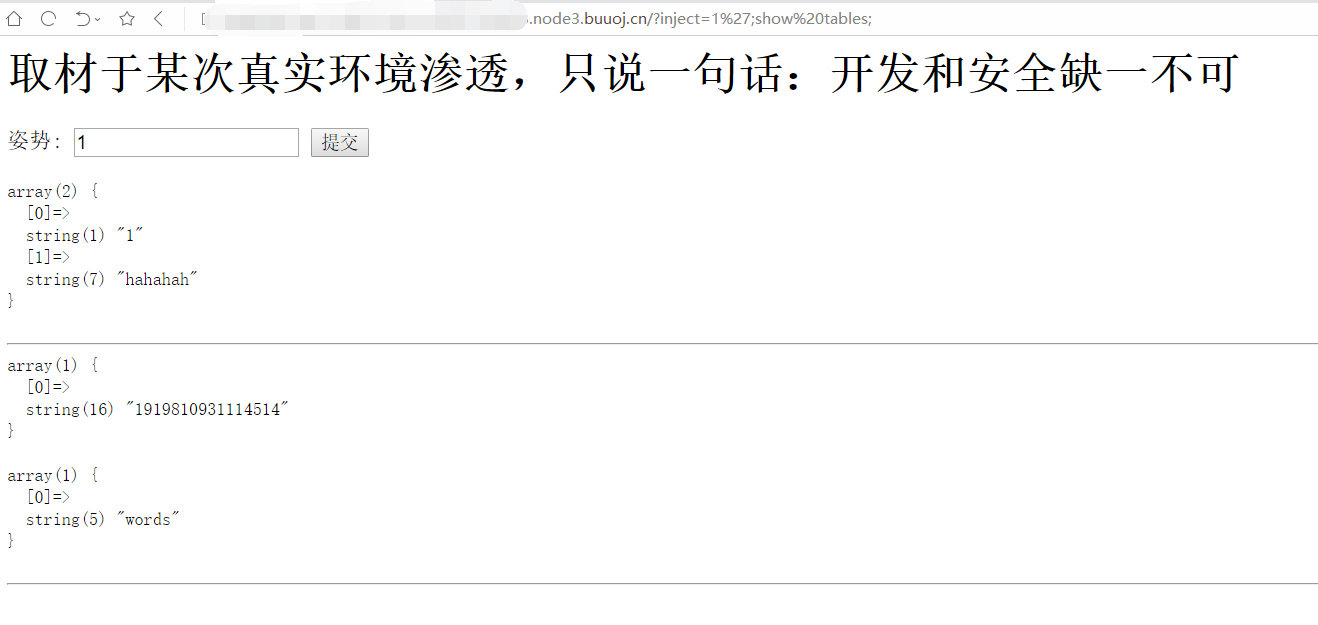 .node3.buuoj.cn/?inject=1%27;show%20tables;
取材于某次真实环境渗透，只说一句话：开发和安全缺一不可
姿势： 1 提交
array(2) {
[0]=>
string(1) "1"
[1]=>
string(7) "hahahah"
}
array(1) {
[0]=>
string(16) "1919810931114514"
}
array(1) {
[0]=>
string(5) "words"
}